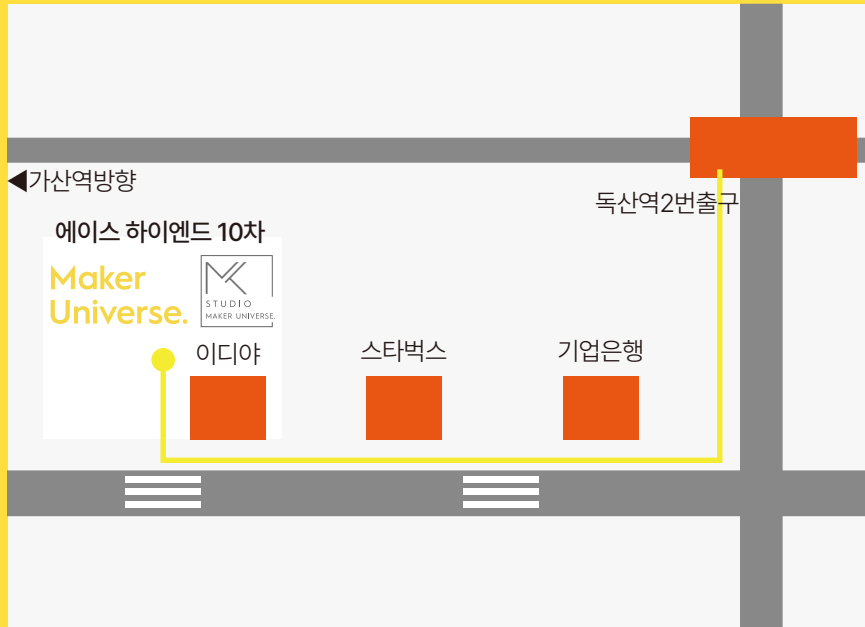 ◀가산역방향
독산역2번출구
에이스 하이엔드 10차
Maker
Universe.
MK
STUDIO
MAKER UNIVERSE.
이디야
스타벅스
기업은행